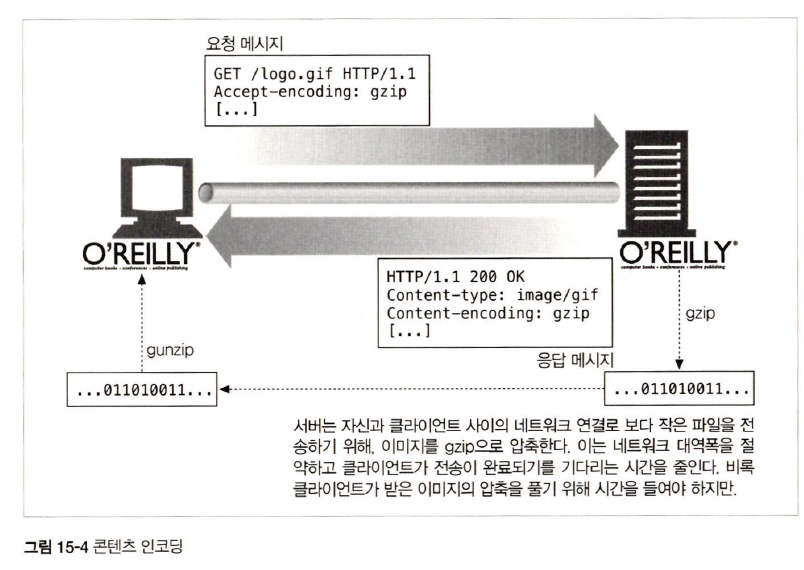 요청 메시지
GET /logo.gif HTTP/1.1
Accept-encoding: gzip
[...]
O'REILLY®
computer books • conferences • online publishing
O'REILLY®
computer books • conferences • online publishing
HTTP/1.1 200 OK
Content-type: image/gif
Content-encoding: gzip
[...]
응답 메시지
gzip
gunzip
...011010011...
...011010011...
서버는 자신과 클라이언트 사이의 네트워크 연결로 보다 작은 파일을 전
송하기 위해, 이미지를 gzip으로 압축한다. 이는 네트워크 대역폭을 절
약하고 클라이언트가 전송이 완료되기를 기다리는 시간을 줄인다. 비록
클라이언트가 받은 이미지의 압축을 풀기 위해 시간을 들여야 하지만.
그림 15-4 콘텐츠 인코딩